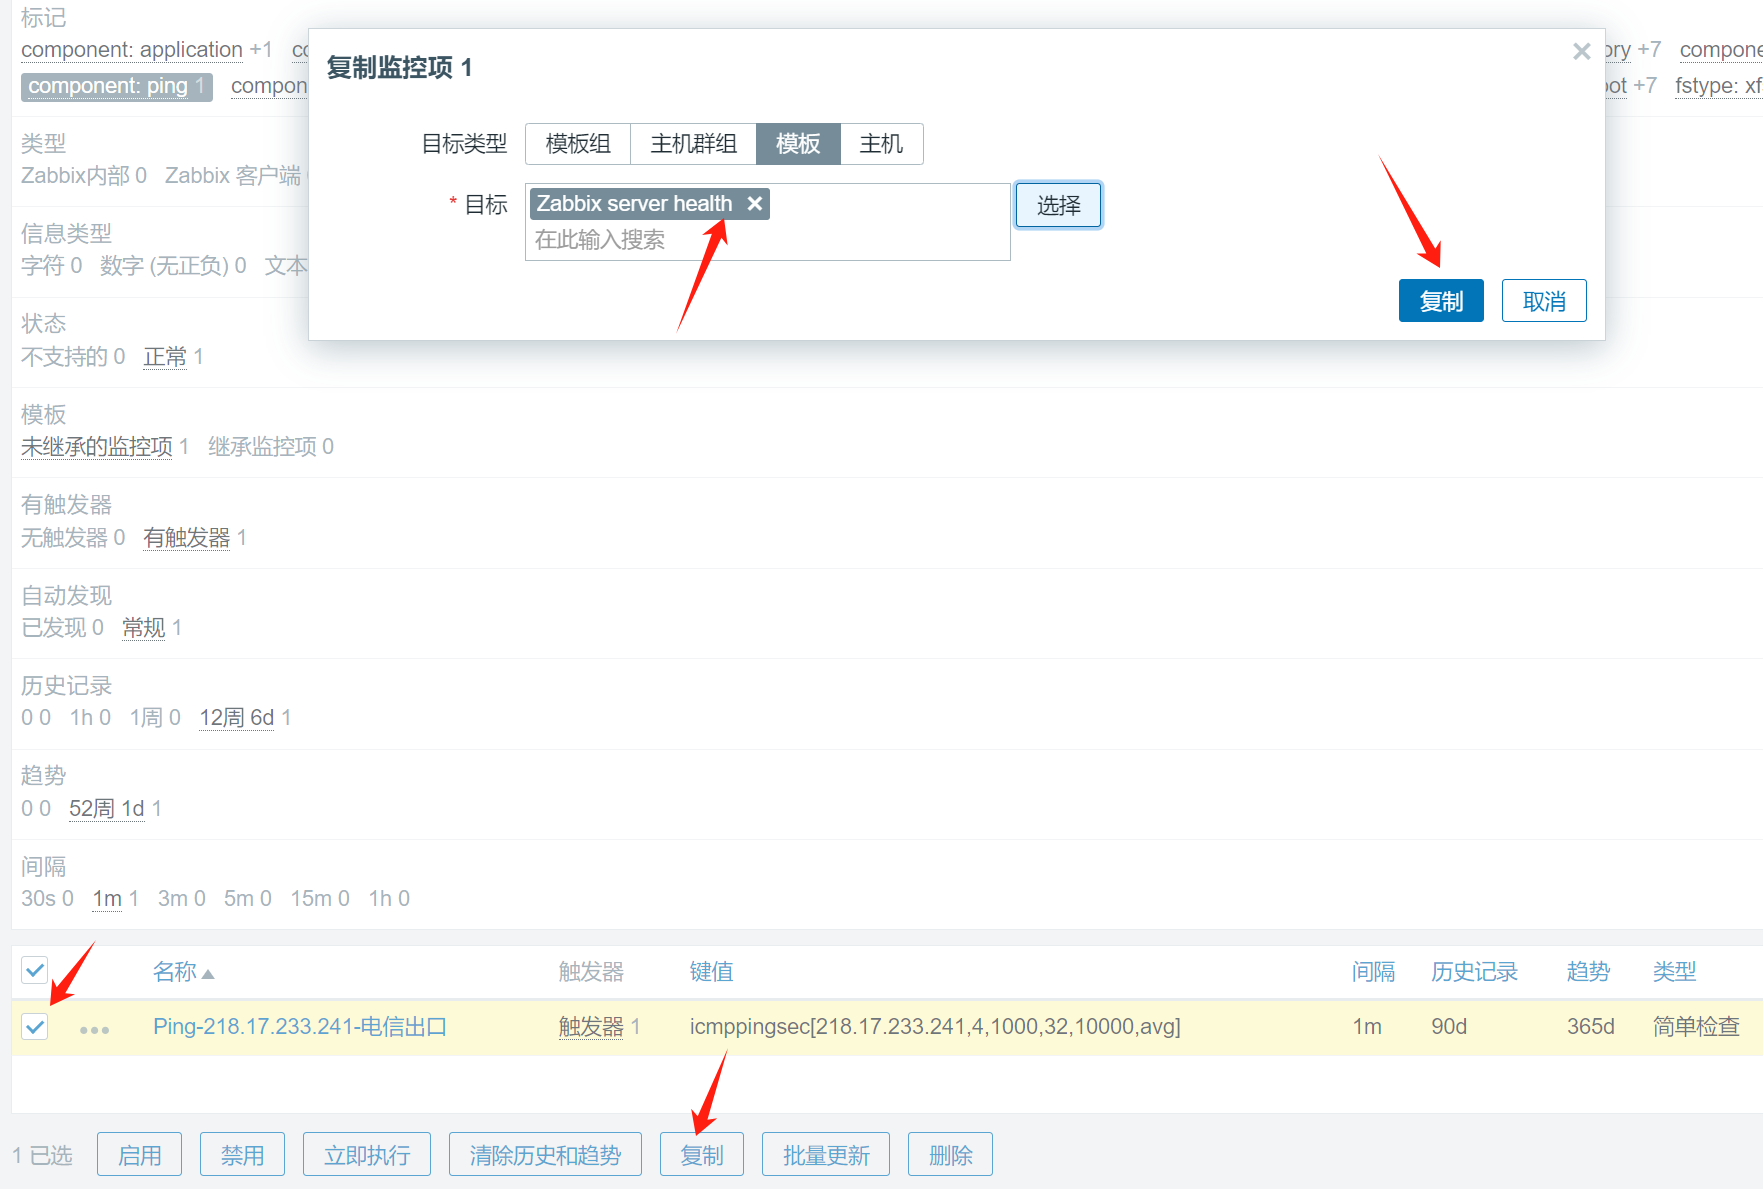 标记
component: application +1
+7
component: ping 1
+7
fstype: xf
复制监控项 1
目标类型 模板组 主机群组 模板 主机
* 目标 Zabbix server health 选择
在此输入搜索
复制 取消
类型
Zabbix内部 0 Zabbix 客户端
信息类型
字符 0 数字 (无正负) 0 文本
状态
不支持的 0 正常 1
模板
未继承的监控项 1 继承监控项 0
有触发器
无触发器 0 有触发器 1
自动发现
已发现 0 常规 1
历史记录
0 0 1h 0 1周 0 12周 6d 1
趋势
0 0 52周 1d 1
间隔
30s 0 1m 1 3m 0 5m 0 15m 0 1h 0
名称 触发器 键值 间隔 历史记录 趋势 类型
Ping-218.17.233.241-电信出口 触发器 1 icmppingsec[218.17.233.241,4,1000,32,10000,avg] 1m 90d 365d 简单检查
1 已选 启用 禁用 立即执行 清除历史和趋势 复制 批量更新 删除